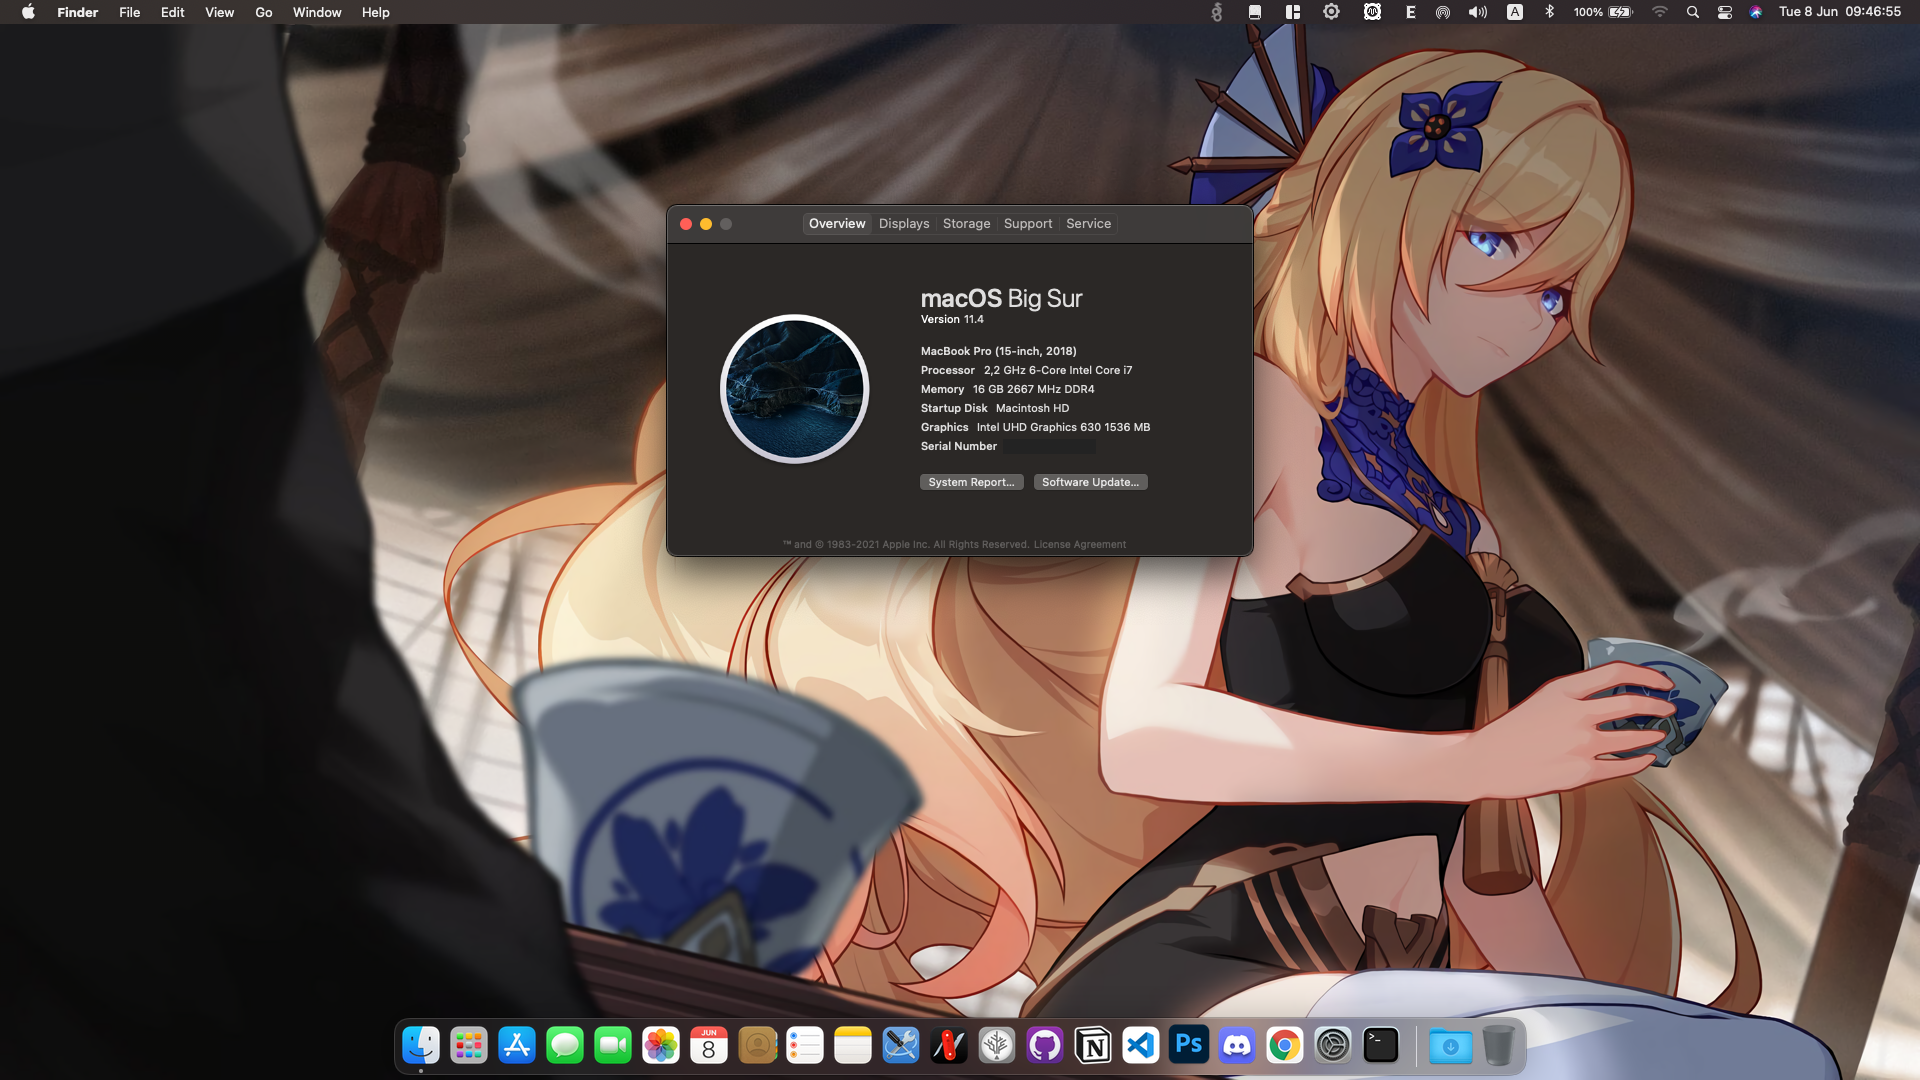 Finder File Edit View Go Window Help E A 100% Tue 8 Jun 09:46:55
Overview Displays Storage Support Service
macOS Big Sur
Version 11.4
MacBook Pro (15-inch, 2018)
Processor 2,2 GHz 6-Core Intel Core i7
Memory 16 GB 2667 MHz DDR4
Startup Disk Macintosh HD
Graphics Intel UHD Graphics 630 1536 MB
Serial Number
System Report... Software Update...
™ and © 1983-2021 Apple Inc. All Rights Reserved. License Agreement
JUN
8
N
Ps
>_